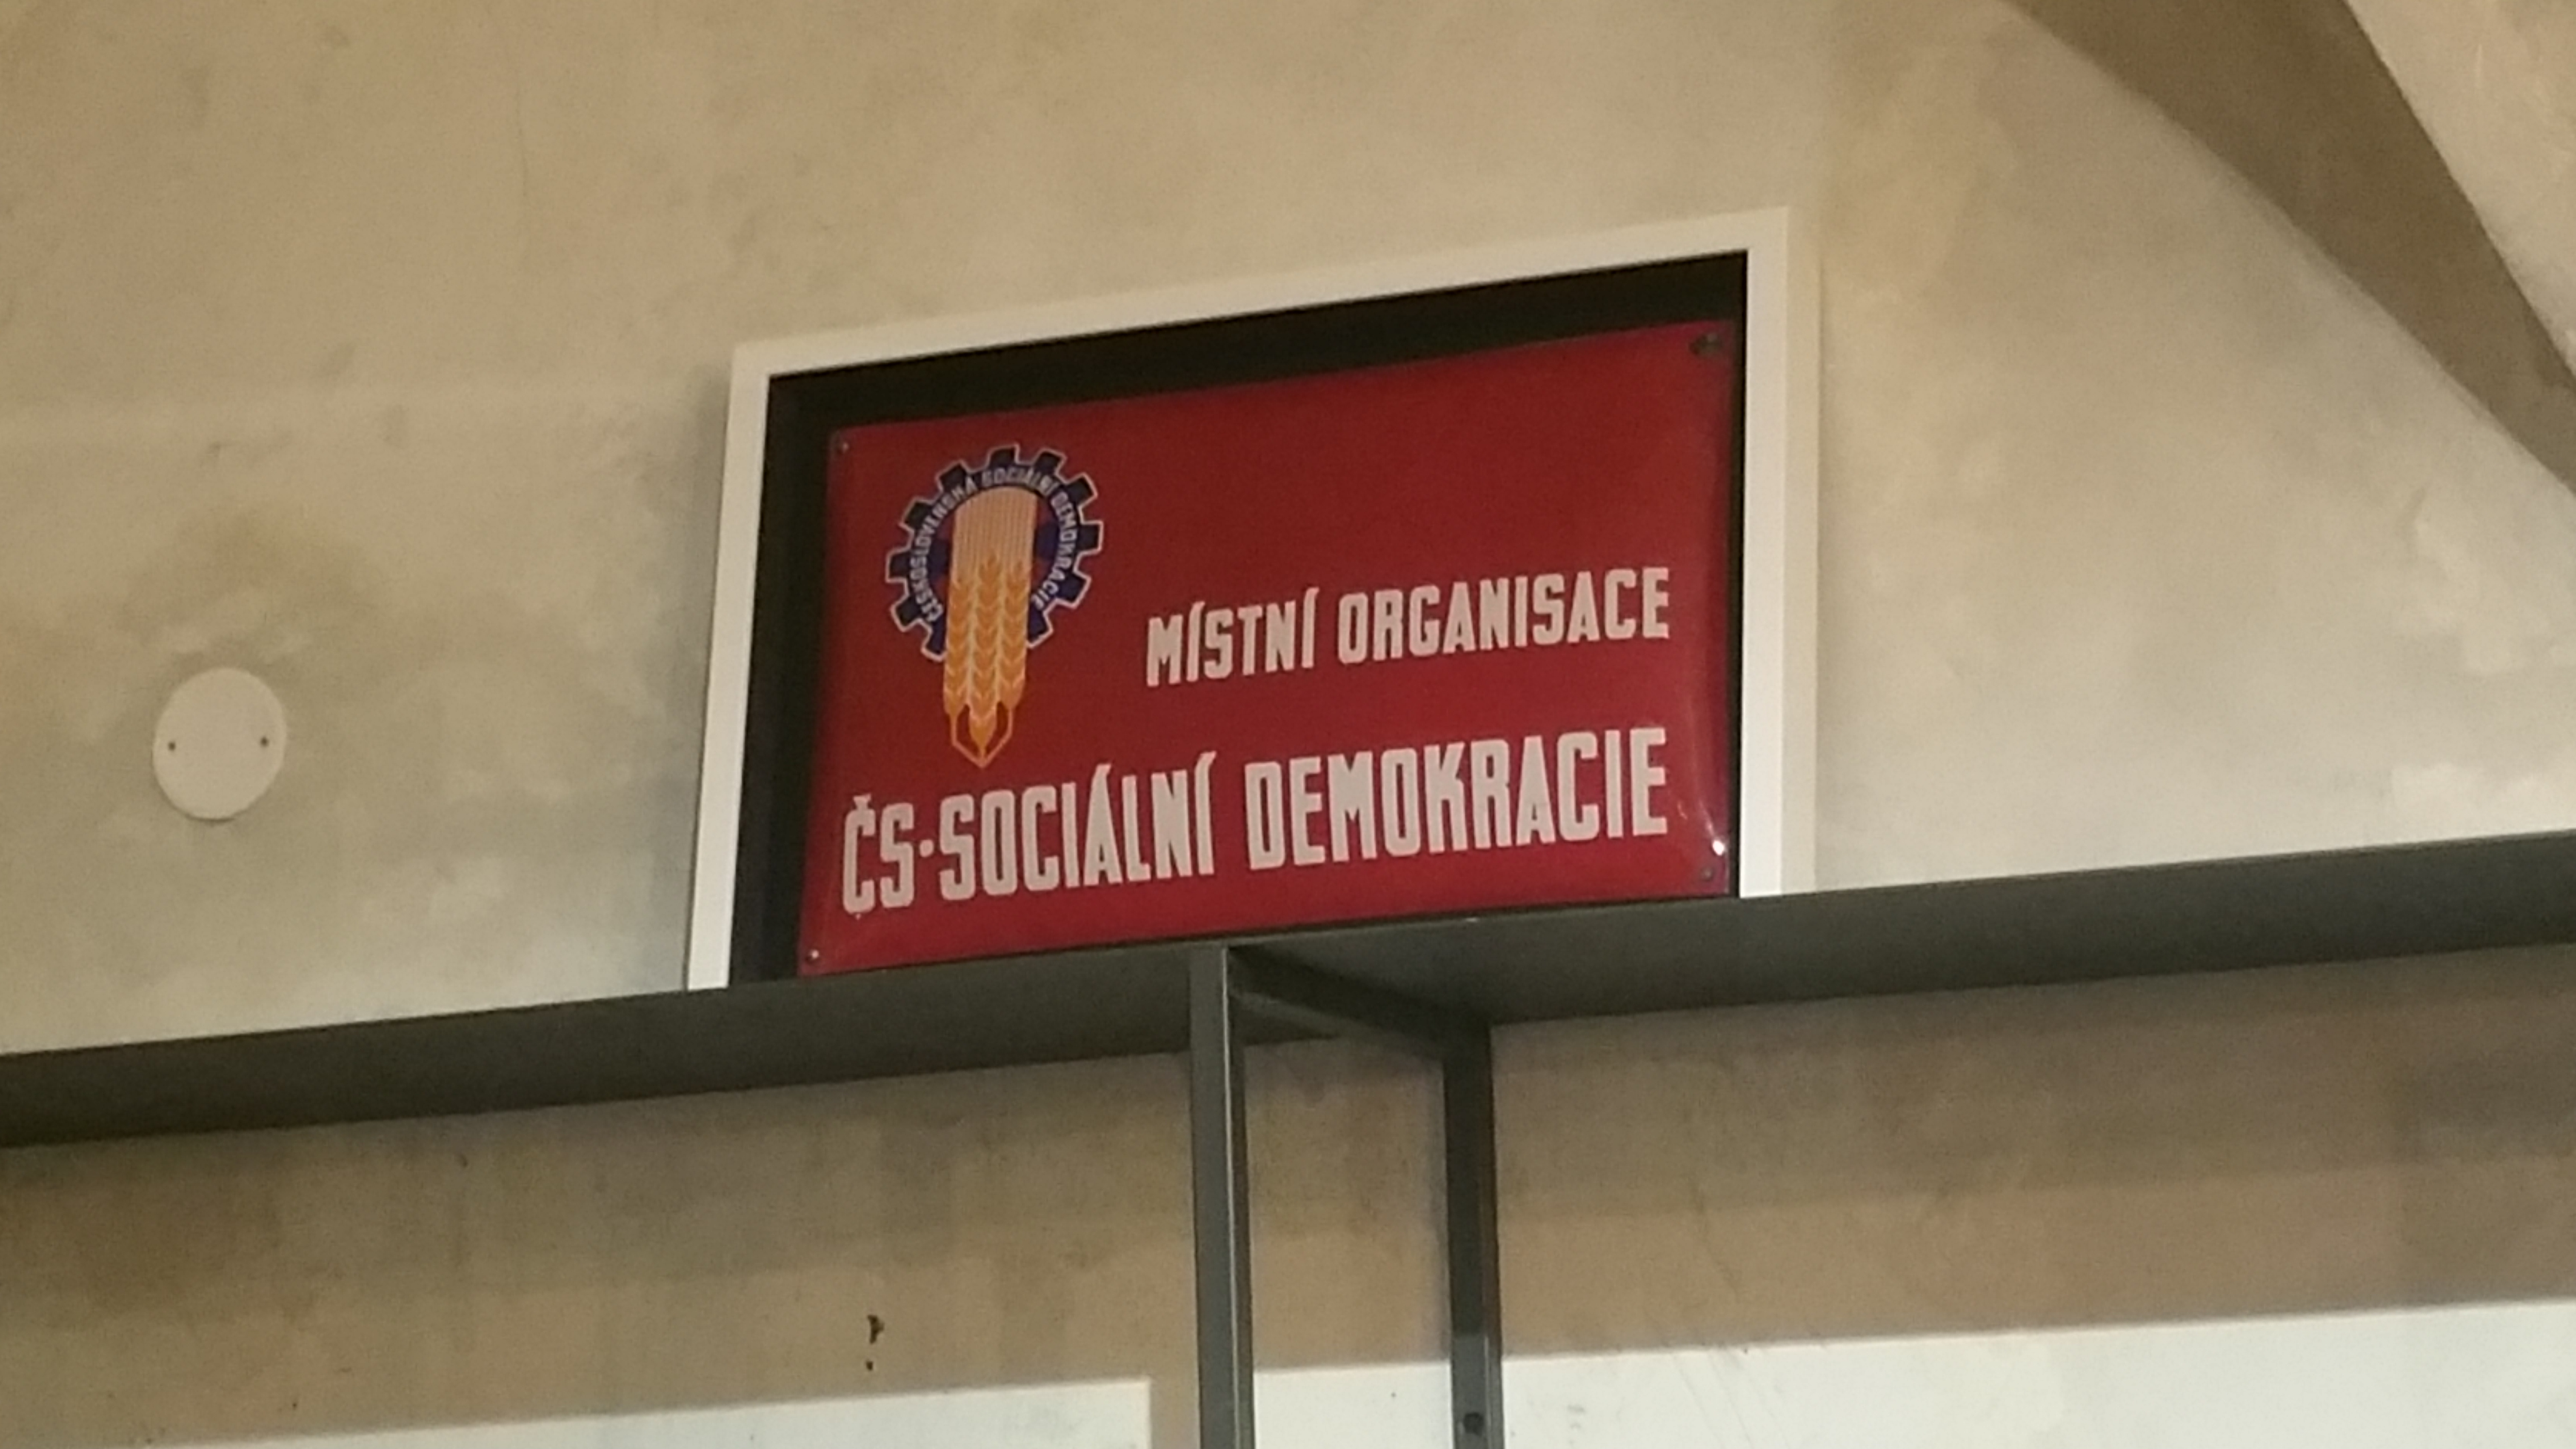 ČESKOSLOVENSKÁ SOCIÁLNÍ DEMOKRACIE
MÍSTNÍ ORGANISACE
ČS·SOCIÁLNÍ DEMOKRACIE